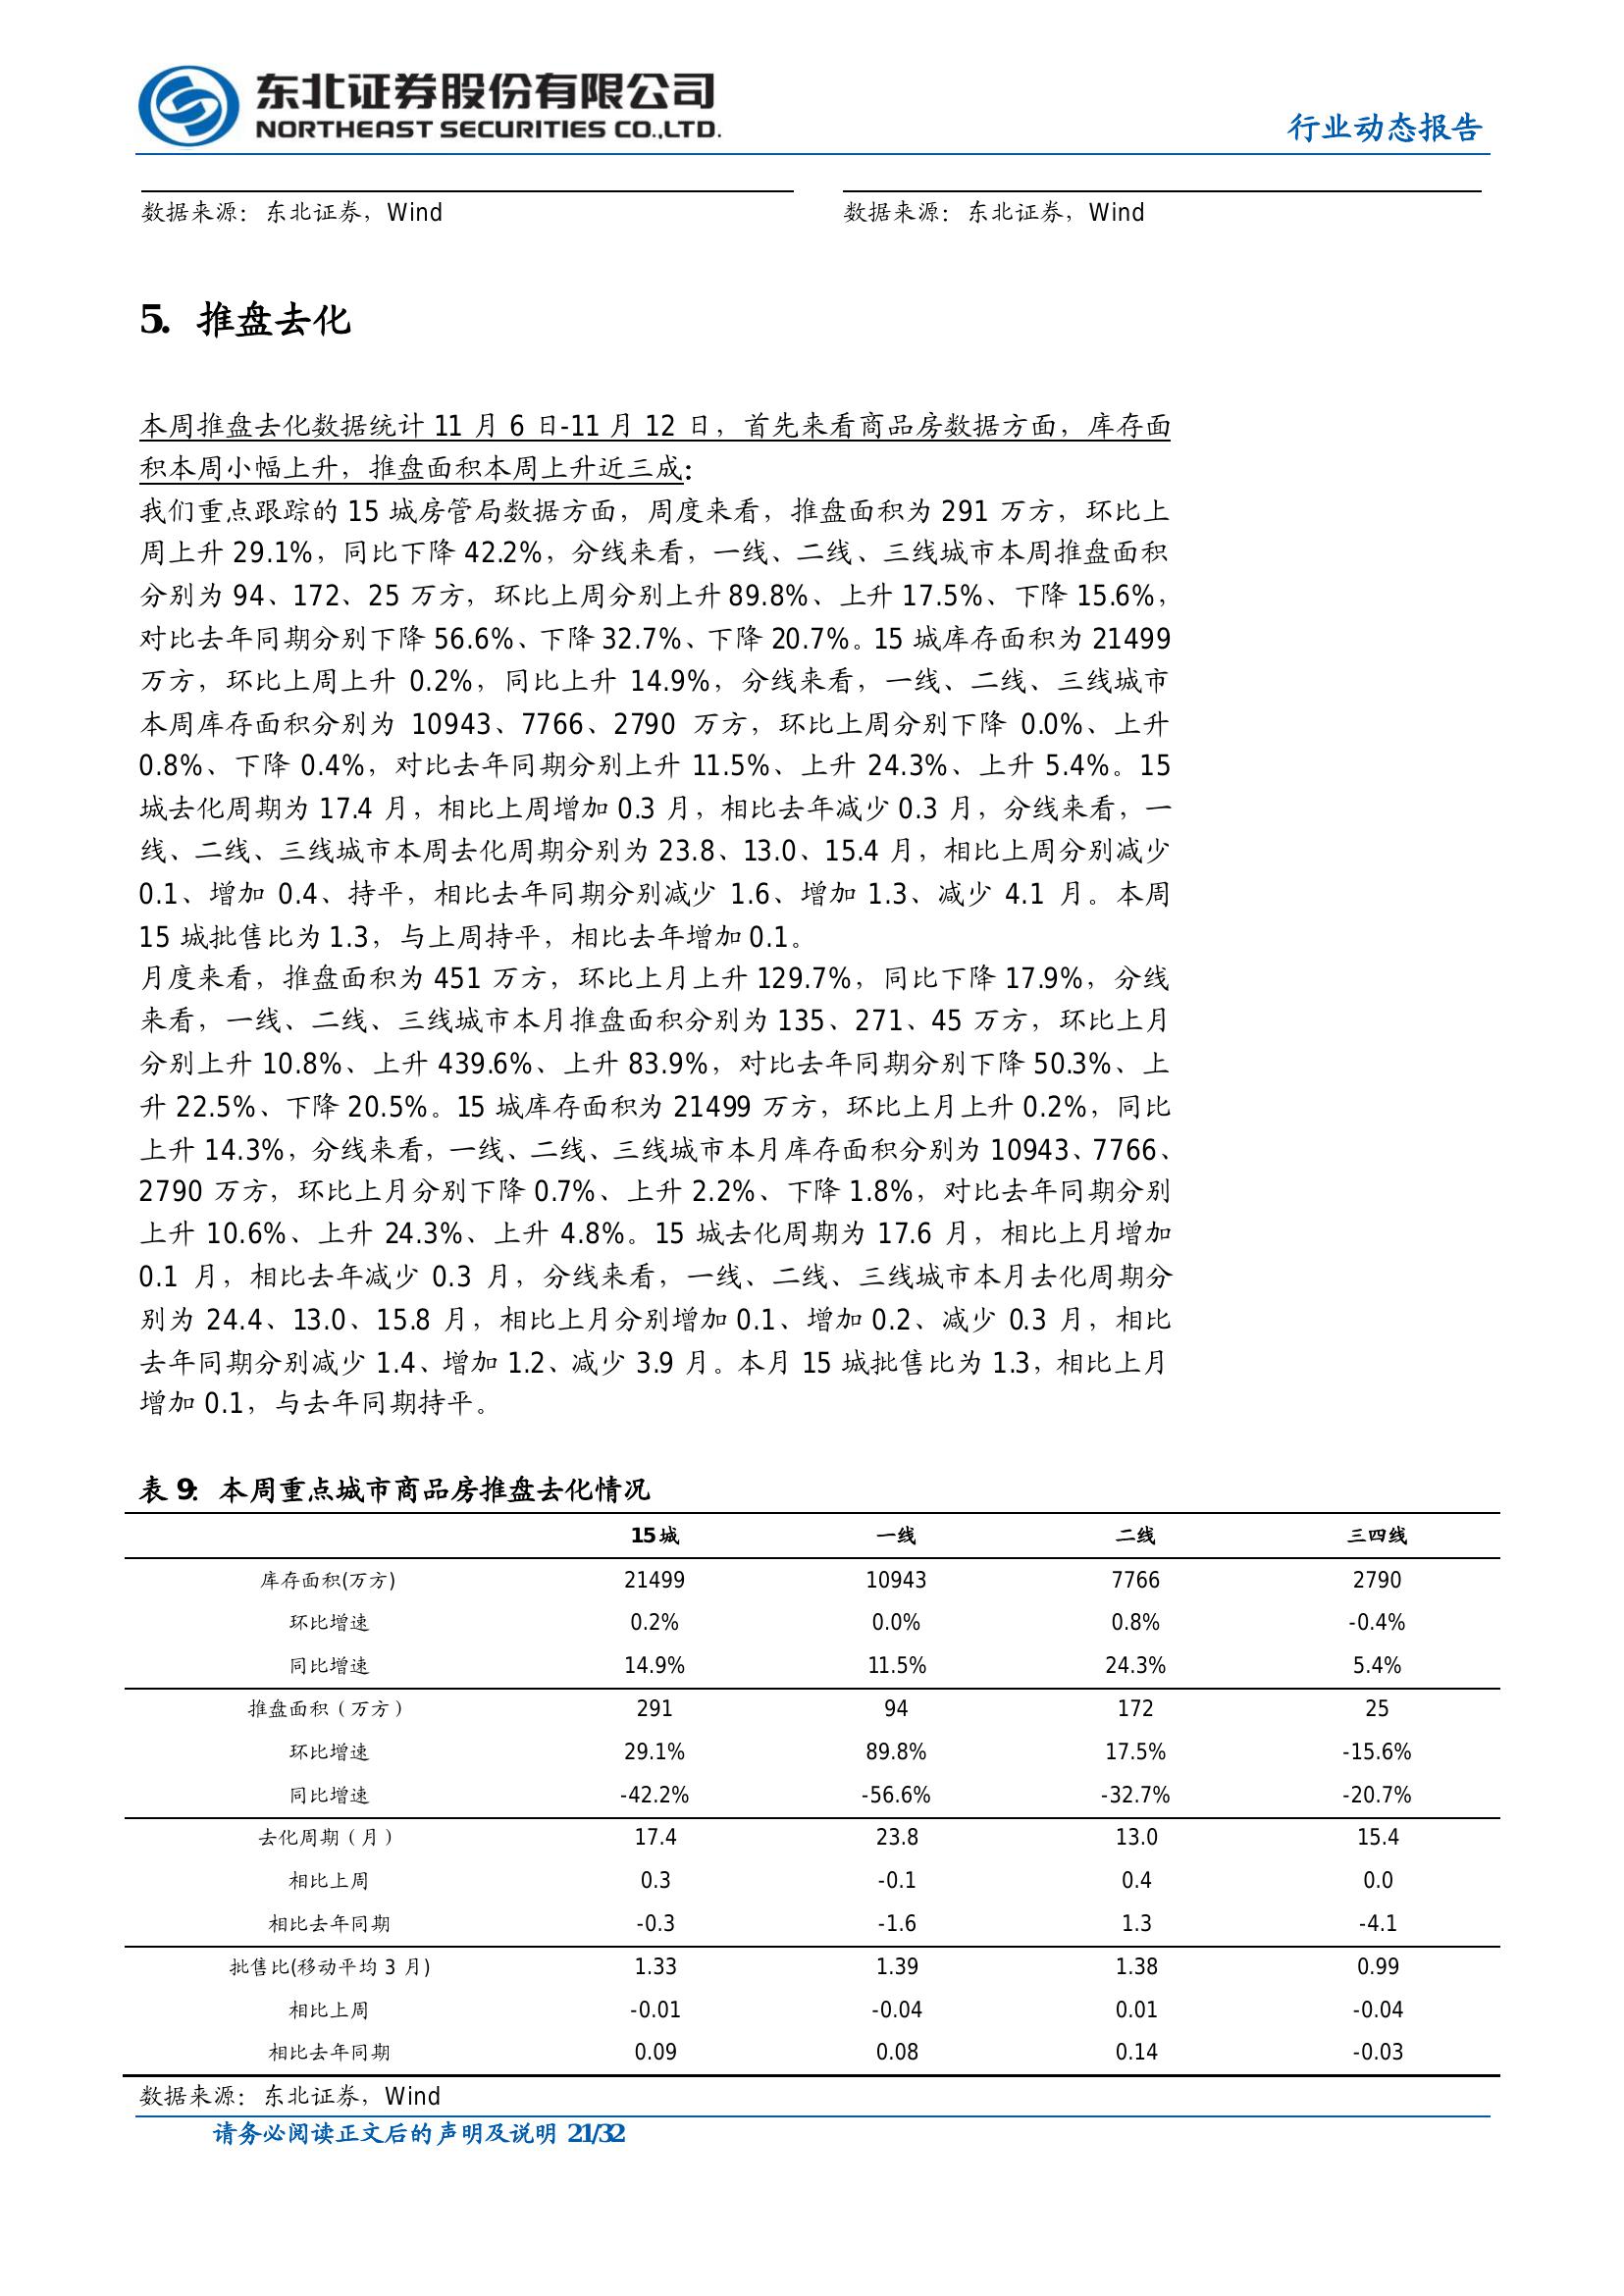 东北证券股份有限公司
NORTHEAST SECURITIES CO.,LTD.
行业动态报告
数据来源：东北证券，Wind
数据来源：东北证券，Wind
5. 推盘去化
本周推盘去化数据统计 11 月 6 日-11 月 12 日，首先来看商品房数据方面，库存面
积本周小幅上升，推盘面积本周上升近三成：
我们重点跟踪的 15 城房管局数据方面，周度来看，推盘面积为 291 万方，环比上
周上升 29.1%，同比下降 42.2%，分线来看，一线、二线、三线城市本周推盘面积
分别为 94、172、25 万方，环比上周分别上升 89.8%、上升 17.5%、下降 15.6%，
对比去年同期分别下降 56.6%、下降 32.7%、下降 20.7%。15 城库存面积为 21499
万方，环比上周上升 0.2%，同比上升 14.9%，分线来看，一线、二线、三线城市
本周库存面积分别为 10943、7766、2790 万方，环比上周分别下降 0.0%、上升
0.8%、下降 0.4%，对比去年同期分别上升 11.5%、上升 24.3%、上升 5.4%。15
城去化周期为 17.4 月，相比上周增加 0.3 月，相比去年减少 0.3 月，分线来看，一
线、二线、三线城市本周去化周期分别为 23.8、13.0、15.4 月，相比上周分别减少
0.1、增加 0.4、持平，相比去年同期分别减少 1.6、增加 1.3、减少 4.1 月。本周
15 城批售比为 1.3，与上周持平，相比去年增加 0.1。
月度来看，推盘面积为 451 万方，环比上月上升 129.7%，同比下降 17.9%，分线
来看，一线、二线、三线城市本月推盘面积分别为 135、271、45 万方，环比上月
分别上升 10.8%、上升 439.6%、上升 83.9%，对比去年同期分别下降 50.3%、上
升 22.5%、下降 20.5%。15 城库存面积为 21499 万方，环比上月上升 0.2%，同比
上升 14.3%，分线来看，一线、二线、三线城市本月库存面积分别为 10943、7766、
2790 万方，环比上月分别下降 0.7%、上升 2.2%、下降 1.8%，对比去年同期分别
上升 10.6%、上升 24.3%、上升 4.8%。15 城去化周期为 17.6 月，相比上月增加
0.1 月，相比去年减少 0.3 月，分线来看，一线、二线、三线城市本月去化周期分
别为 24.4、13.0、15.8 月，相比上月分别增加 0.1、增加 0.2、减少 0.3 月，相比
去年同期分别减少 1.4、增加 1.2、减少 3.9 月。本月 15 城批售比为 1.3，相比上月
增加 0.1，与去年同期持平。
表 9：本周重点城市商品房推盘去化情况
15 城 一线 二线 三四线
库存面积(万方) 21499 10943 7766 2790
环比增速 0.2% 0.0% 0.8% -0.4%
同比增速 14.9% 11.5% 24.3% 5.4%
推盘面积（万方） 291 94 172 25
环比增速 29.1% 89.8% 17.5% -15.6%
同比增速 -42.2% -56.6% -32.7% -20.7%
去化周期（月） 17.4 23.8 13.0 15.4
相比上周 0.3 -0.1 0.4 0.0
相比去年同期 -0.3 -1.6 1.3 -4.1
批售比(移动平均 3 月) 1.33 1.39 1.38 0.99
相比上周 -0.01 -0.04 0.01 -0.04
相比去年同期 0.09 0.08 0.14 -0.03
数据来源：东北证券，Wind
请务必阅读正文后的声明及说明 21/32